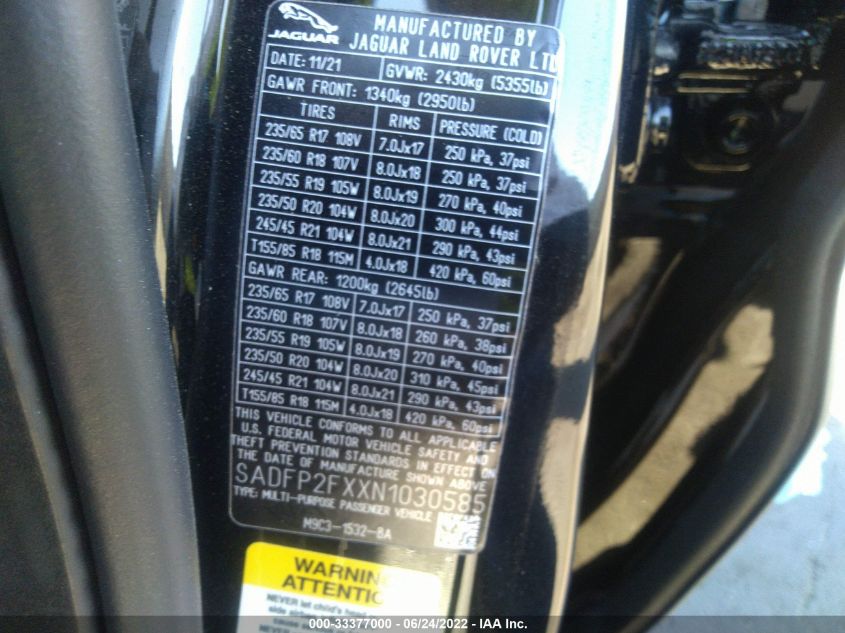 JAGUAR
MANUFACTURED BY
JAGUAR LAND ROVER LTD
DATE: 11/21 GVWR: 2430kg (5355lb)
GAWR FRONT: 1340kg (2950lb)
TIRES RIMS PRESSURE (COLD)
235/65 R17 108V 7.0Jx17 250 kPa, 37psi
235/60 R18 107V 8.0Jx18 250 kPa, 37psi
235/55 R19 105W 8.0Jx19 270 kPa, 40psi
235/50 R20 104W 8.0Jx20 300 kPa, 44psi
245/45 R21 104W 8.0Jx21 290 kPa, 43psi
T155/85 R18 115M 4.0Jx18 420 kPa, 60psi
GAWR REAR: 1200kg (2645lb)
235/65 R17 108V 7.0Jx17 250 kPa, 37psi
235/60 R18 107V 8.0Jx18 260 kPa, 38psi
235/55 R19 105W 8.0Jx19 270 kPa, 40psi
235/50 R20 104W 8.0Jx20 310 kPa, 45psi
245/45 R21 104W 8.0Jx21 290 kPa, 43psi
T155/85 R18 115M 4.0Jx18 420 kPa, 60psi
THIS VEHICLE CONFORMS TO ALL APPLICABLE
U.S. FEDERAL MOTOR VEHICLE SAFETY AND
THEFT PREVENTION STANDARDS IN EFFECT ON
THE DATE OF MANUFACTURE SHOWN ABOVE
SADFP2FXXN1030585
TYPE: MULTI-PURPOSE PASSENGER VEHICLE
M9C3-1532-BA
WARNING
ATTENTION
NEVER let child's head
side airbag
000-33377000 - 06/24/2022 - IAA Inc.